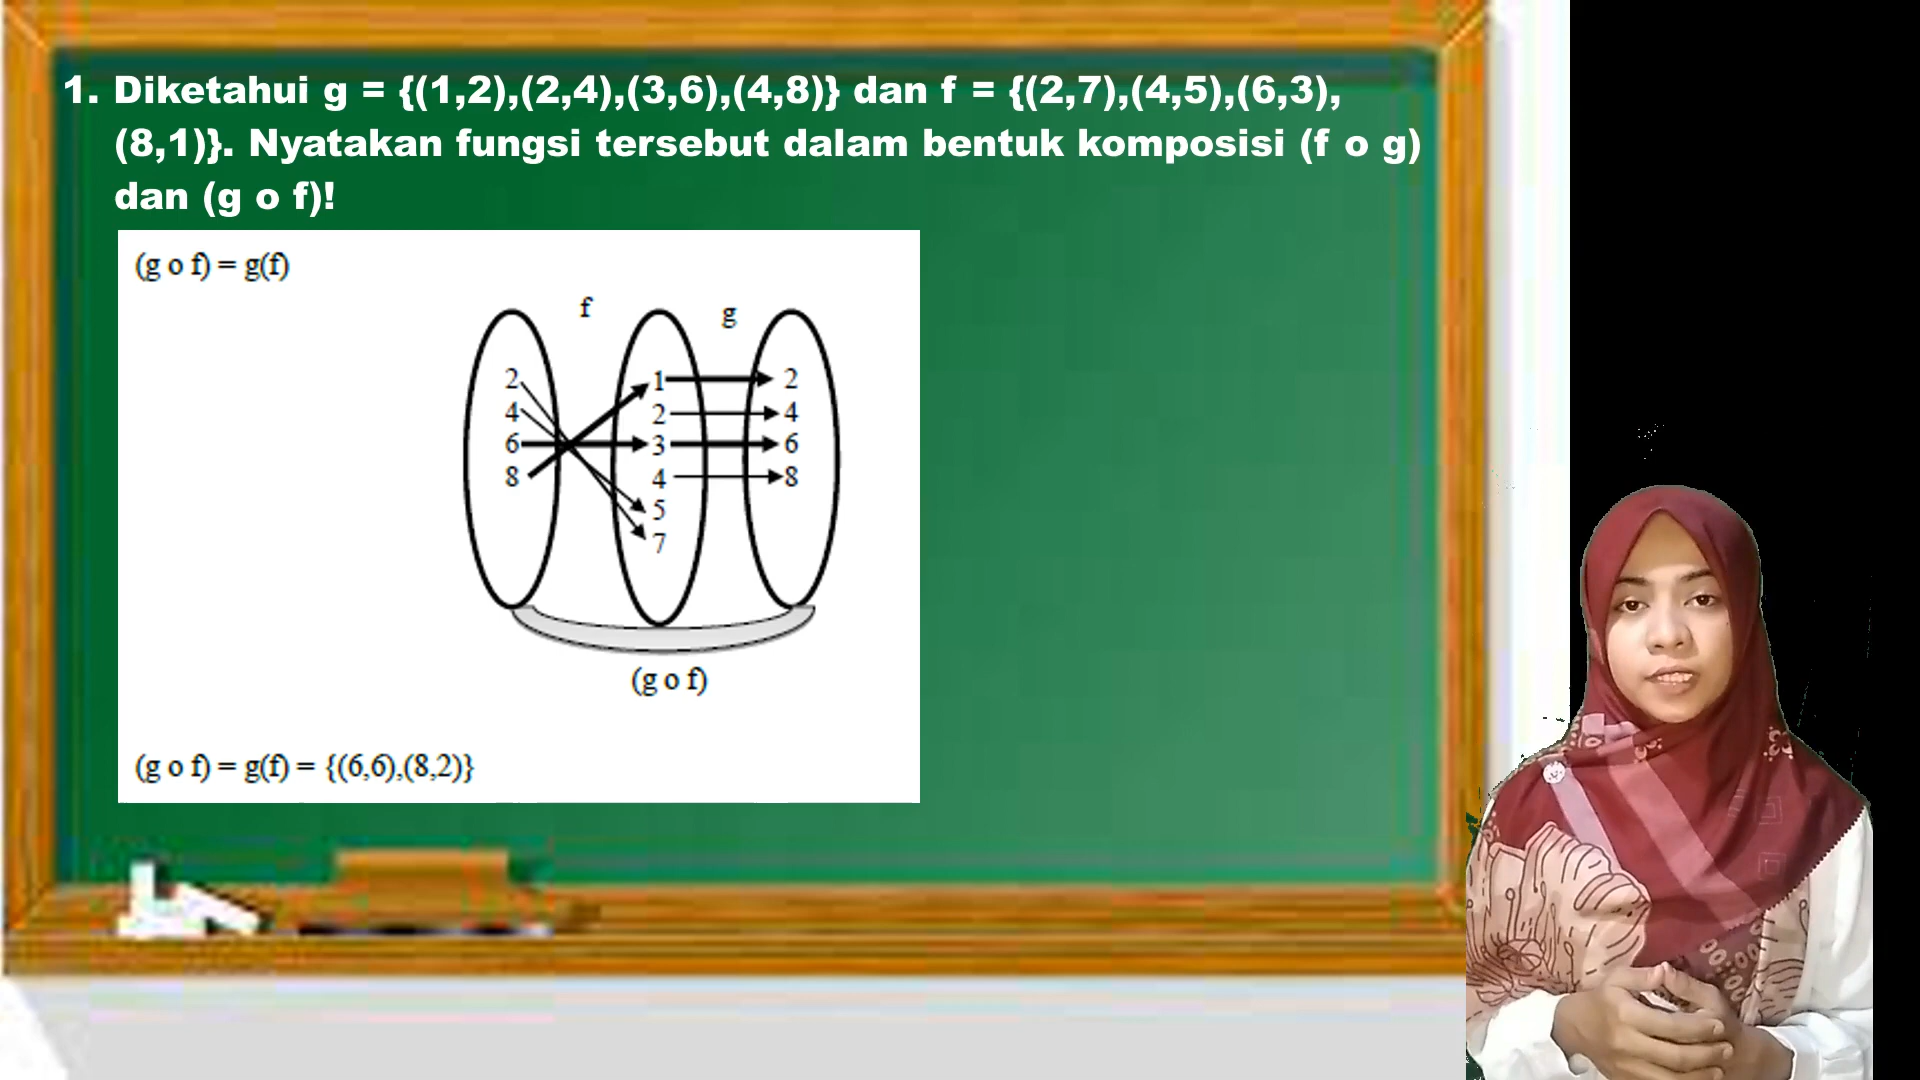 1. Diketahui g = {(1,2),(2,4),(3,6),(4,8)} dan f = {(2,7),(4,5),(6,3),
(8,1)}. Nyatakan fungsi tersebut dalam bentuk komposisi (f o g)
dan (g o f)!
(g o f) = g(f)
f g
2 1 2
4 2 4
6 3 6
8 4 8
5
7
(g o f)
(g o f) = g(f) = {(6,6),(8,2)}